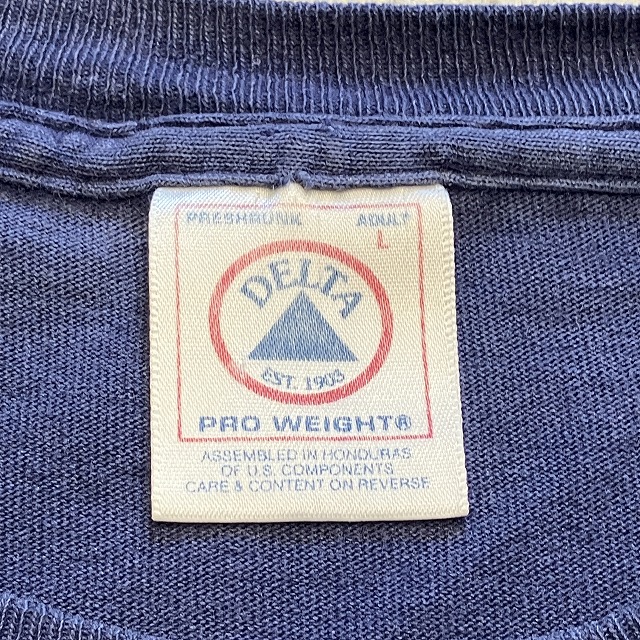 PRESHRUNK ADULT
L
DELTA
EST. 1903
PRO WEIGHT®
ASSEMBLED IN HONDURAS
OF U.S. COMPONENTS
CARE & CONTENT ON REVERSE